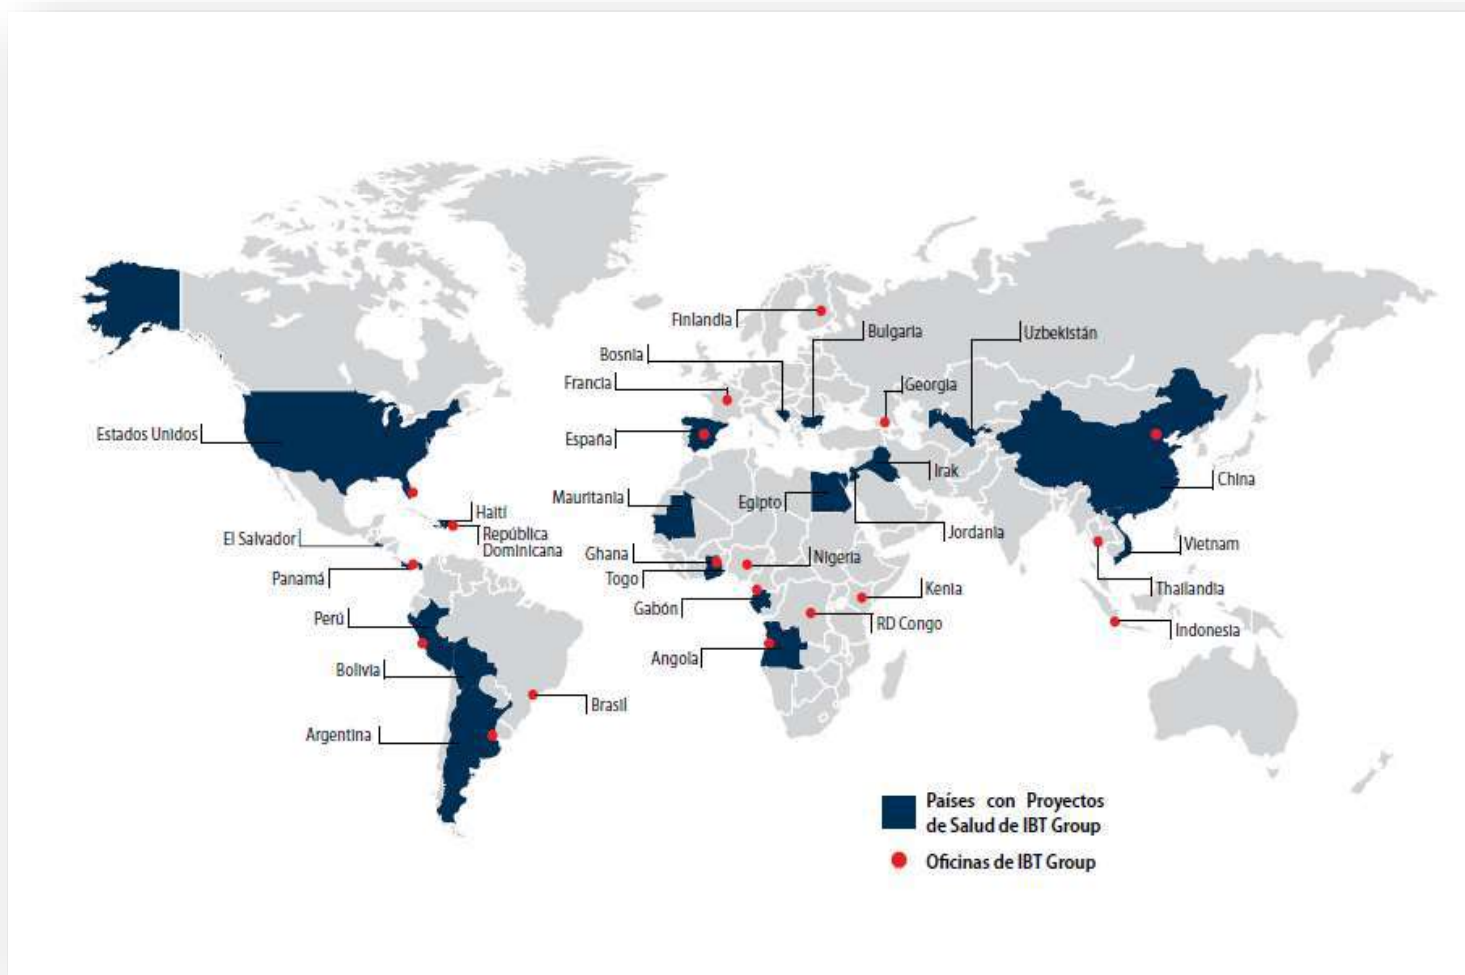 Finlandia
Bulgaria
Uzbekistán
Bosnia
Francia
Georgia
Estados Unidos
España
Irak
China
Mauritania
Egipto
Haití
República
Dominicana
Jordania
El Salvador
Vietnam
Ghana
Nigeria
Panamá
Togo
Kenia
Thailandia
Gabón
Perú
RD Congo
Indonesia
Angola
Bolivia
Brasil
Argentina
Países con Proyectos
de Salud de IBT Group
Oficinas de IBT Group